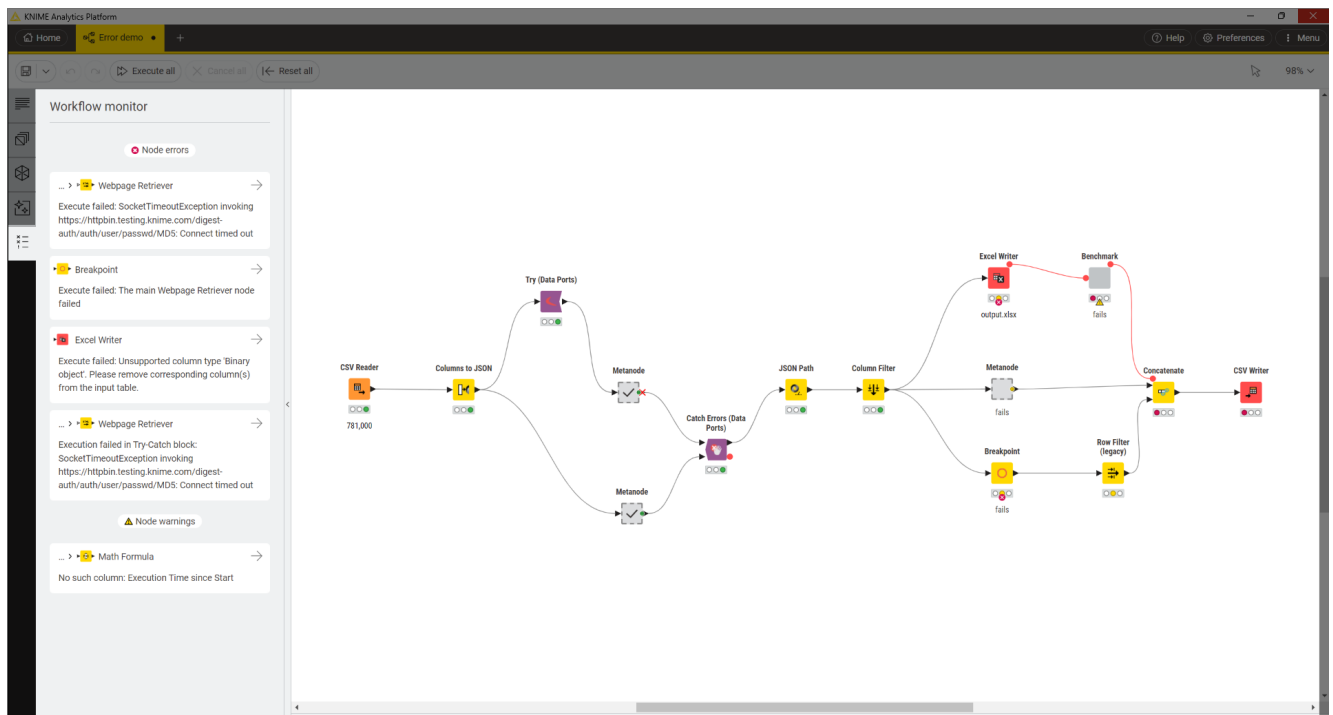 KNIME Analytics Platform
Home
Error demo
Help
Preferences
Menu
Execute all
Cancel all
Reset all
98%
Workflow monitor
Node errors
... > Webpage Retriever
Execute failed: SocketTimeoutException invoking
https://httpbin.testing.knime.com/digest-
auth/auth/user/passwd/MD5: Connect timed out
Breakpoint
Execute failed: The main Webpage Retriever node
failed
Excel Writer
Execute failed: Unsupported column type 'Binary
object'. Please remove corresponding column(s)
from the input table.
... > Webpage Retriever
Execution failed in Try-Catch block:
SocketTimeoutException invoking
https://httpbin.testing.knime.com/digest-
auth/auth/user/passwd/MD5: Connect timed out
Node warnings
... > Math Formula
No such column: Execution Time since Start
CSV Reader
781,000
Columns to JSON
Try (Data Ports)
Metanode
Metanode
Catch Errors (Data
Ports)
JSON Path
Column Filter
Excel Writer
output.xlsx
Benchmark
fails
Metanode
fails
Breakpoint
fails
Row Filter
(legacy)
Concatenate
CSV Writer